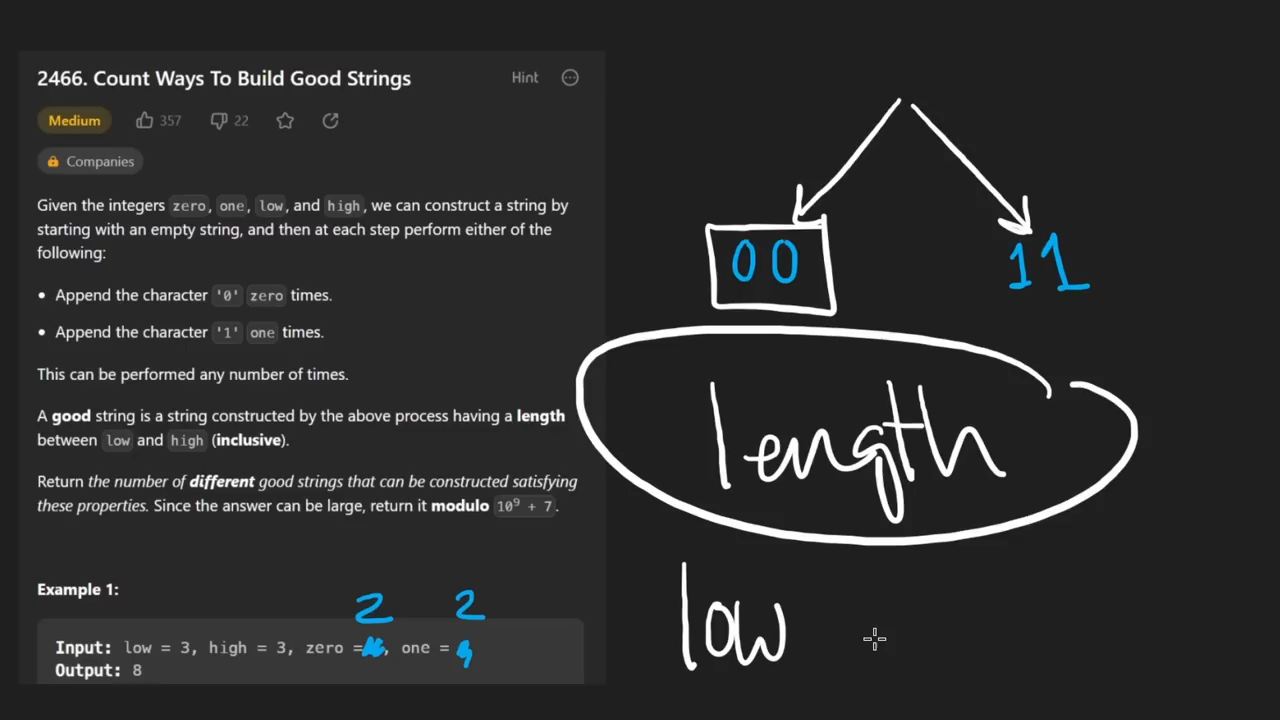 2466. Count Ways To Build Good Strings
Hint
Medium
357
22
Companies
Given the integers zero, one, low, and high, we can construct a string by
starting with an empty string, and then at each step perform either of the
following:
• Append the character '0' zero times.
• Append the character '1' one times.
This can be performed any number of times.
A good string is a string constructed by the above process having a length
between low and high (inclusive).
Return the number of different good strings that can be constructed satisfying
these properties. Since the answer can be large, return it modulo 10⁹ + 7.
Example 1:
2 2
Input: low = 3, high = 3, zero = , one =
Output: 8
00
11
length
low